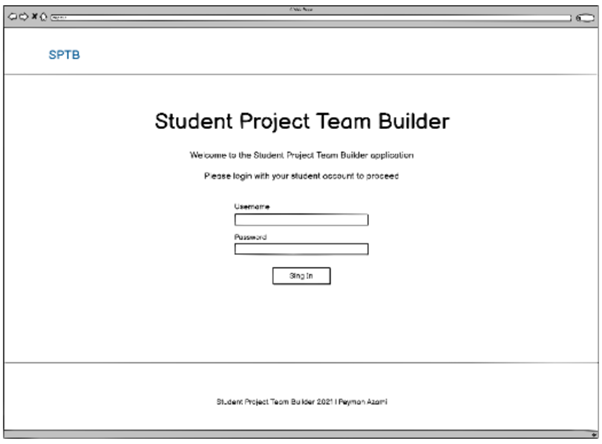 SPTB
Student Project Team Builder
Welcome to the Student Project Team Builder application
Please login with your student account to proceed
Username
Password
Sing In
Student Project Team Builder 2021 | Peyman Azami